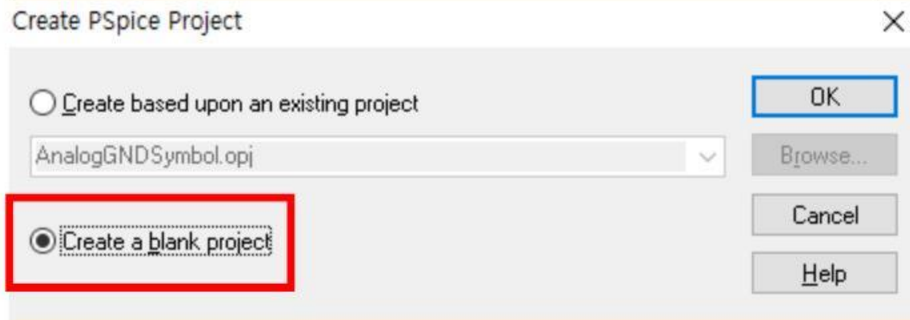 Create PSpice Project
Create based upon an existing project
OK
AnalogGNDSymbol.opj
Browse...
Create a blank project
Cancel
Help